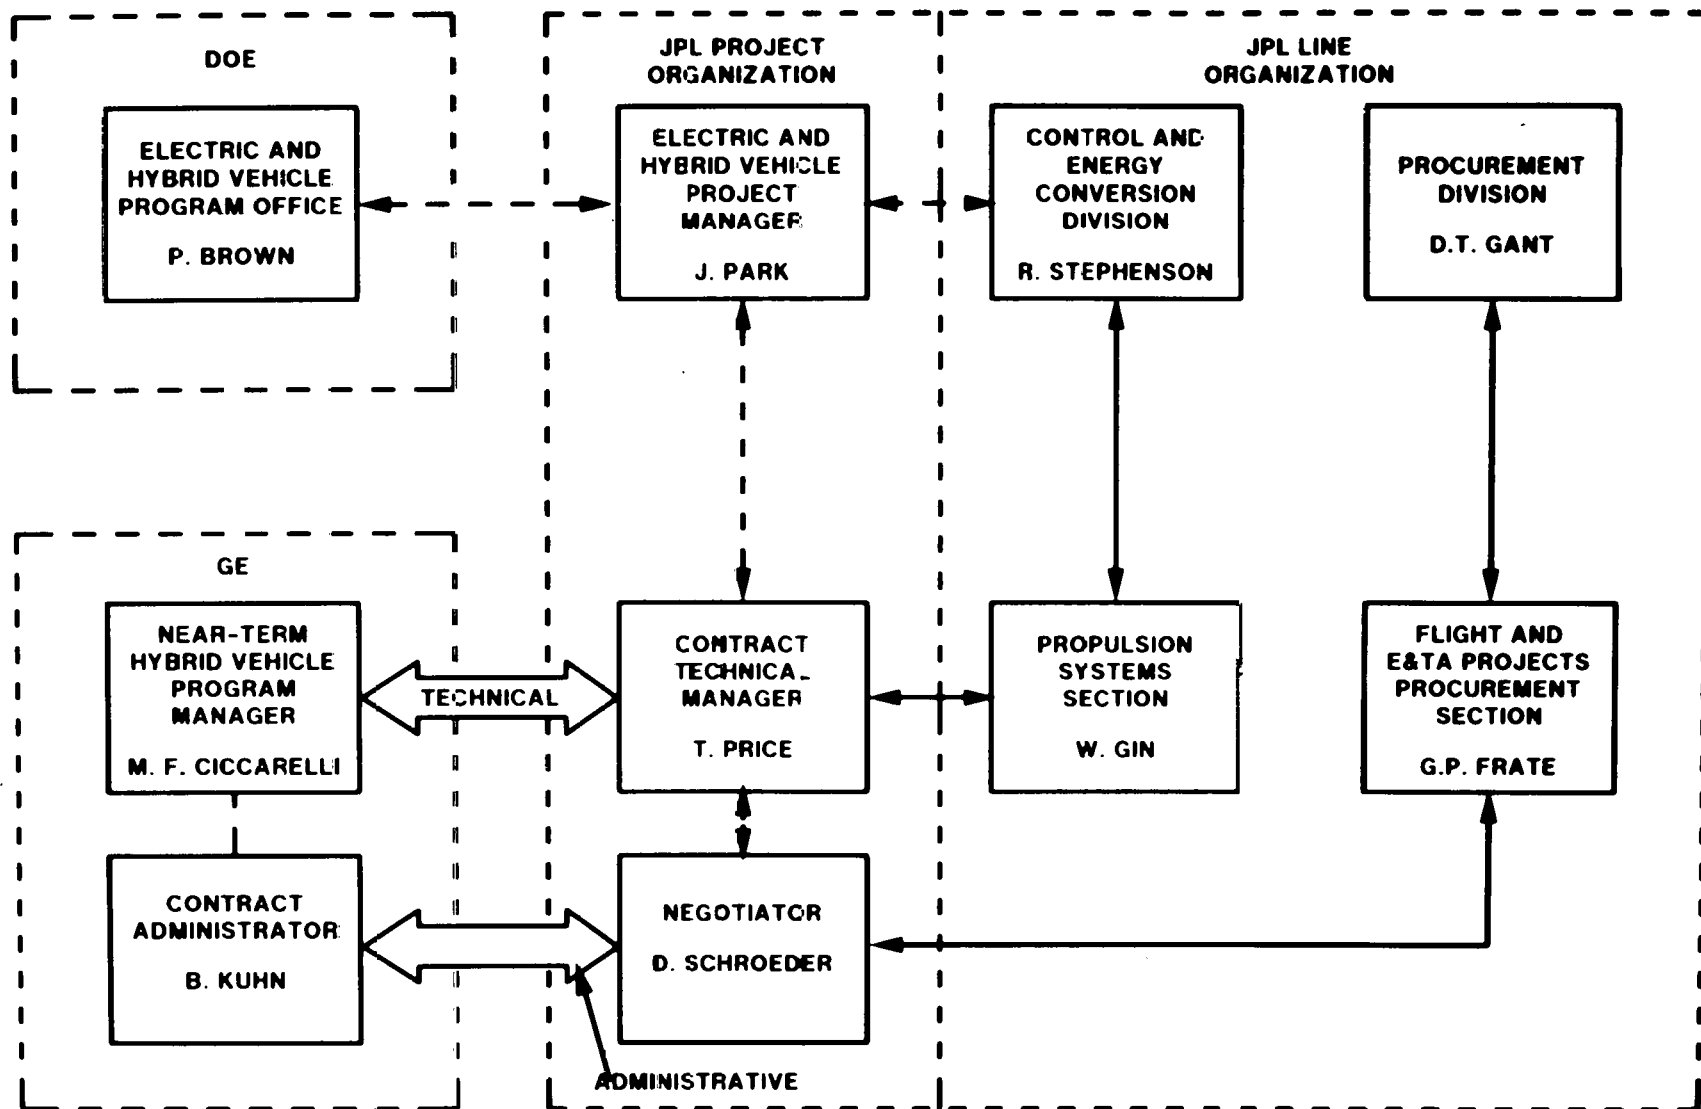 DOE
ELECTRIC AND
HYBRID VEHICLE
PROGRAM OFFICE
P. BROWN
JPL PROJECT
ORGANIZATION
ELECTRIC AND
HYBRID VEHICLE
PROJECT
MANAGER
J. PARK
JPL LINE
ORGANIZATION
CONTROL AND
ENERGY
CONVERSION
DIVISION
R. STEPHENSON
PROCUREMENT
DIVISION
D.T. GANT
GE
NEAR-TERM
HYBRID VEHICLE
PROGRAM
MANAGER
M. F. CICCARELLI
TECHNICAL
CONTRACT
TECHNICAL
MANAGER
T. PRICE
PROPULSION
SYSTEMS
SECTION
W. GIN
FLIGHT AND
E&TA PROJECTS
PROCUREMENT
SECTION
G.P. FRATE
CONTRACT
ADMINISTRATOR
B. KUHN
NEGOTIATOR
D. SCHROEDER
ADMINISTRATIVE